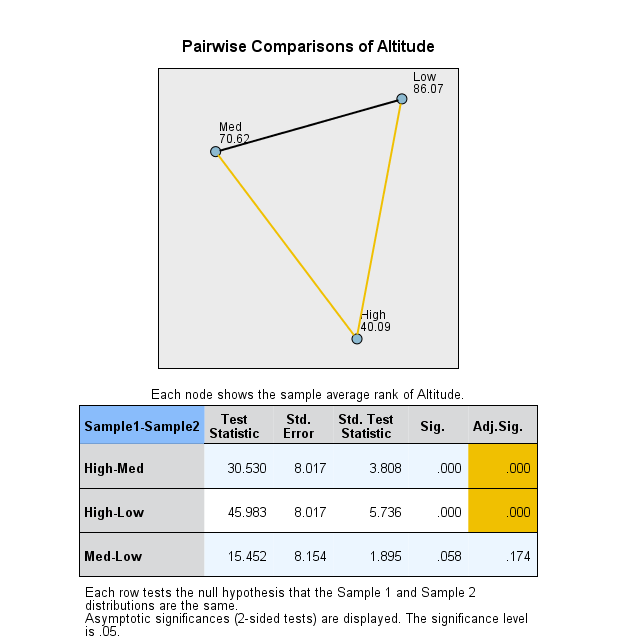 Pairwise Comparisons of Altitude
Low
86.07
Med
70.62
High
40.09
Each node shows the sample average rank of Altitude.
Sample1-Sample2 Test Statistic Std. Error Std. Test Statistic Sig. Adj.Sig.
High-Med 30.530 8.017 3.808 .000 .000
High-Low 45.983 8.017 5.736 .000 .000
Med-Low 15.452 8.154 1.895 .058 .174
Each row tests the null hypothesis that the Sample 1 and Sample 2
distributions are the same.
Asymptotic significances (2-sided tests) are displayed. The significance level
is .05.